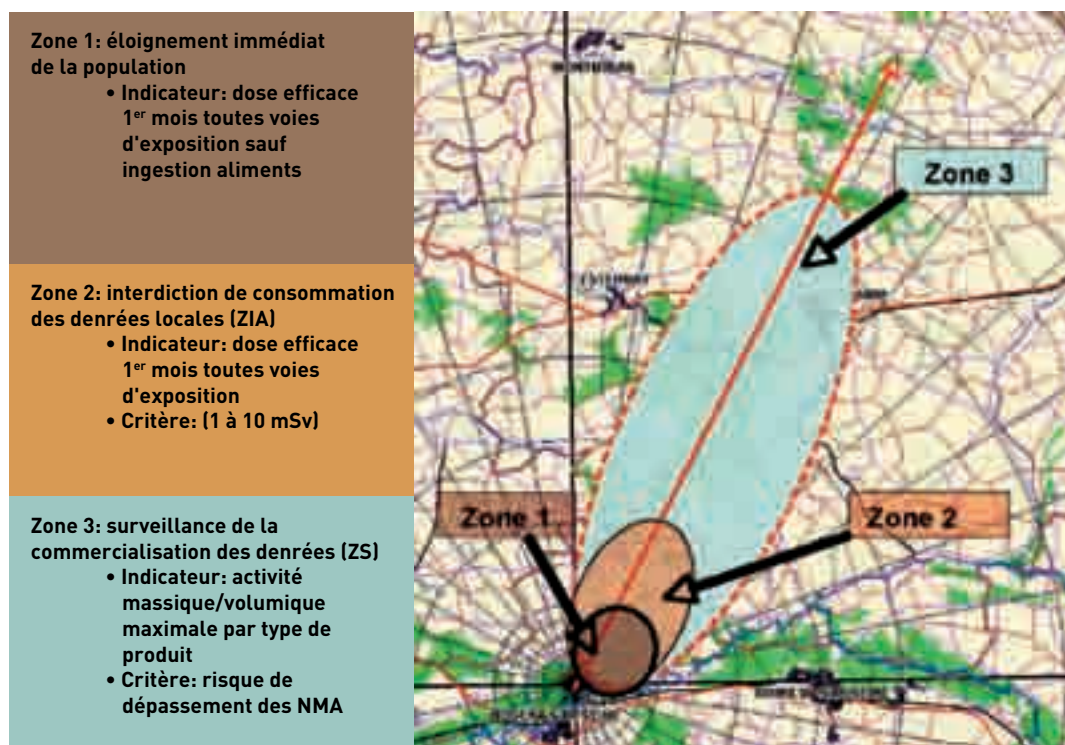 Zone 1: éloignement immédiat
de la population
• Indicateur: dose efficace
1er mois toutes voies
d'exposition sauf
ingestion aliments
Zone 2: interdiction de consommation
des denrées locales (ZIA)
• Indicateur: dose efficace
1er mois toutes voies
d'exposition
• Critère: (1 à 10 mSv)
Zone 3: surveillance de la
commercialisation des denrées (ZS)
• Indicateur: activité
massique/volumique
maximale par type de
produit
• Critère: risque de
dépassement des NMA
Zone 3
Zone 1
Zone 2